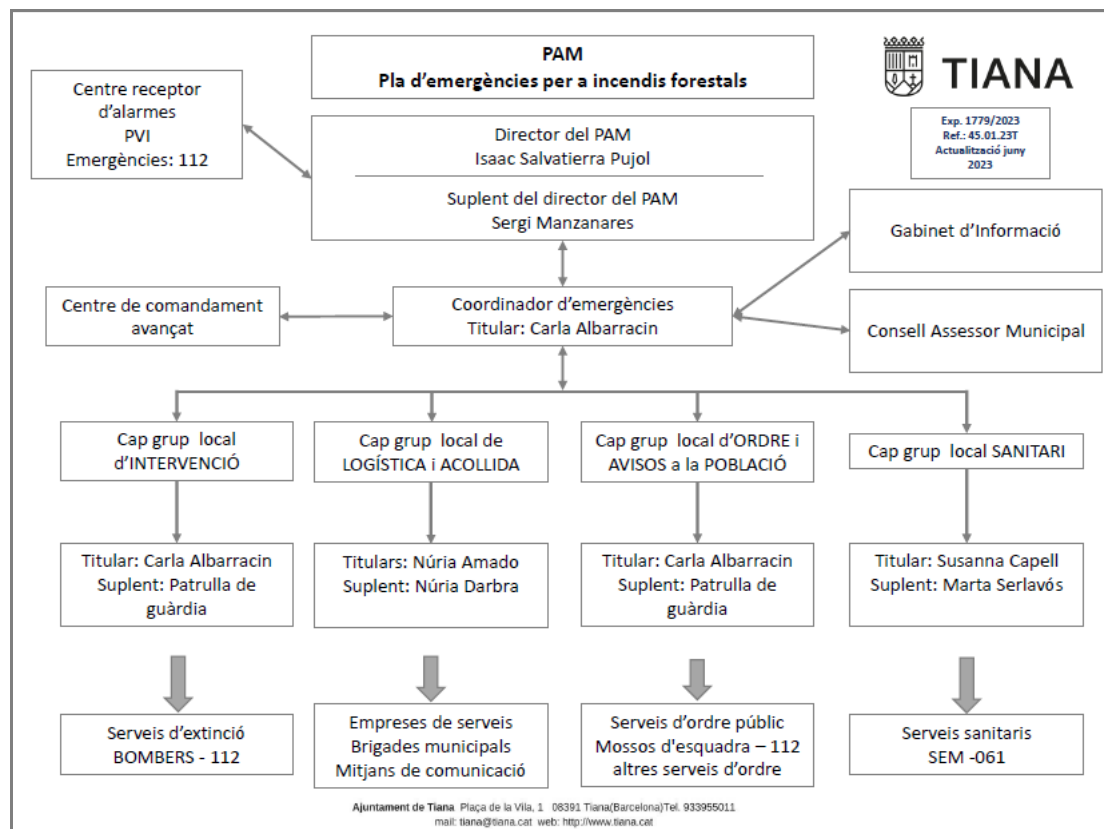 PAM
Pla d'emergències per a incendis forestals
TIANA
Exp. 1779/2023
Ref.: 45.01.23T
Actualització juny
2023
Centre receptor
d'alarmes
PVI
Emergències: 112
Director del PAM
Isaac Salvatierra Pujol
Suplent del director del PAM
Sergi Manzanares
Gabinet d'Informació
Centre de comandament
avançat
Coordinador d'emergències
Titular: Carla Albarracin
Consell Assessor Municipal
Cap grup local
d'INTERVENCIÓ
Cap grup local de
LOGÍSTICA i ACOLLIDA
Cap grup local d'ORDRE i
AVISOS a la POBLACIÓ
Cap grup local SANITARI
Titular: Carla Albarracin
Suplent: Patrulla de
guàrdia
Titulars: Núria Amado
Suplent: Núria Darbra
Titular: Carla Albarracin
Suplent: Patrulla de
guàrdia
Titular: Susanna Capell
Suplent: Marta Serlavós
Serveis d'extinció
BOMBERS - 112
Empreses de serveis
Brigades municipals
Mitjans de comunicació
Serveis d'ordre públic
Mossos d'esquadra – 112
altres serveis d'ordre
Serveis sanitaris
SEM -061
Ajuntament de Tiana Plaça de la Vila, 1 08391 Tiana(Barcelona)Tel. 933955011
mail: tiana@tiana.cat web: http://www.tiana.cat